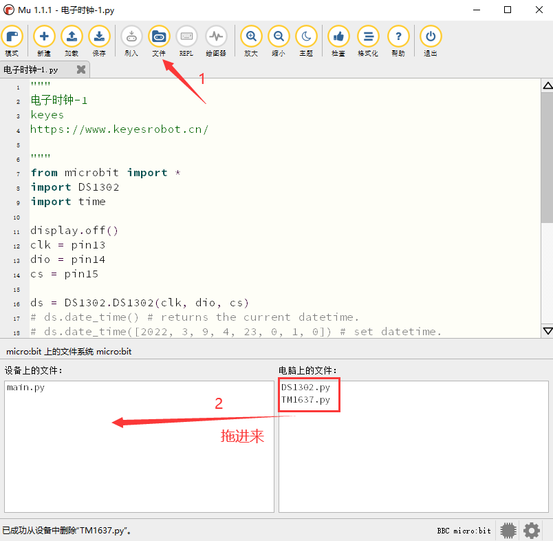 Mu 1.1.1 - 电子时钟-1.py
模式 新建 加载 保存 刷入 文件 REPL 绘图器 放大 缩小 主题 检查 格式化 帮助 退出
电子时钟-1.py
1
1 """
2 电子时钟-1
3 keyes
4 https://www.keyesrobot.cn/
5
6 """
7 from microbit import *
8 import DS1302
9 import time
10
11 display.off()
12 clk = pin13
13 dio = pin14
14 cs = pin15
15
16 ds = DS1302.DS1302(clk, dio, cs)
17 # ds.date_time() # returns the current datetime.
18 # ds.date_time([2022, 3, 9, 4, 23, 0, 1, 0]) # set datetime.
micro:bit 上的文件系统 micro:bit
设备上的文件: 电脑上的文件:
main.py DS1302.py
TM1637.py
2
拖进来
已成功从设备中删除"TM1637.py"。 BBC micro:bit